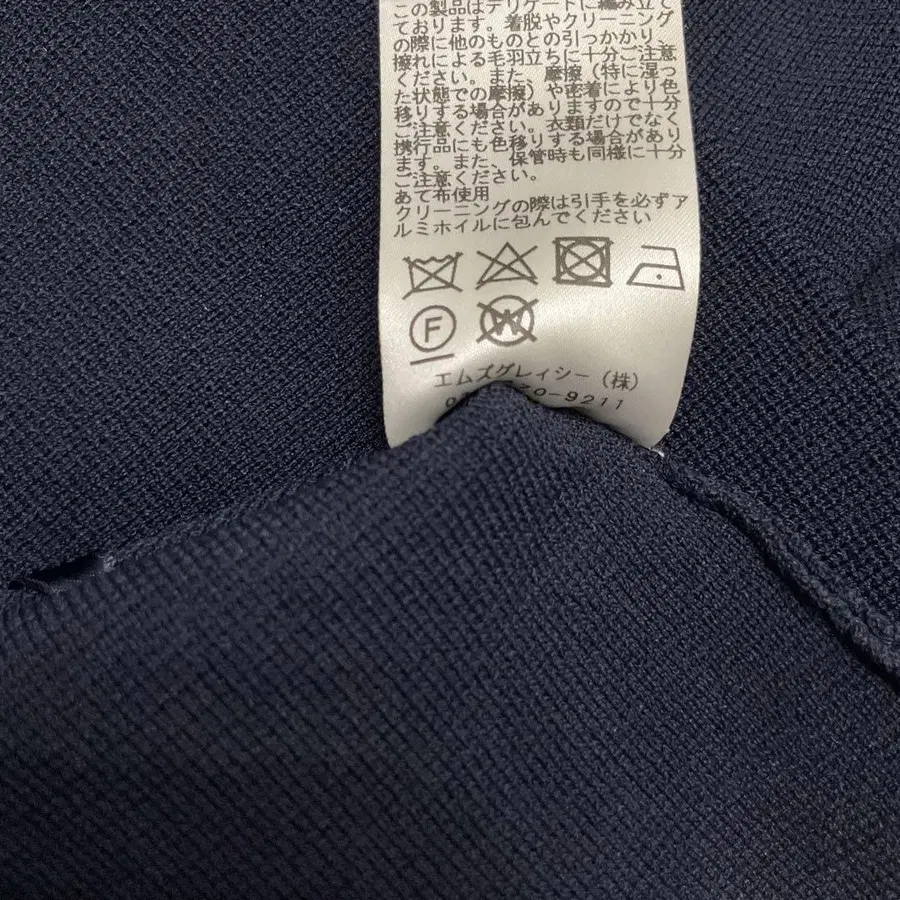 この製品はデリケートに編み立て
ております。着脱やクリーニング
の際に他のものとの引っかかり、
擦れによる毛羽立ちに十分ご注意
ください。また、摩擦（特に湿っ
た状態での摩擦）や密着により色
移りする場合がありますので十分
ご注意ください。衣類だけでなく
携行品にも色移りする場合があり
ます。また、保管時も同様に十分
ご注意ください。
あて布使用
クリーニングの際は引手を必ずア
ルミホイルに包んでください
F W
エムズグレィシー（株）
-9211